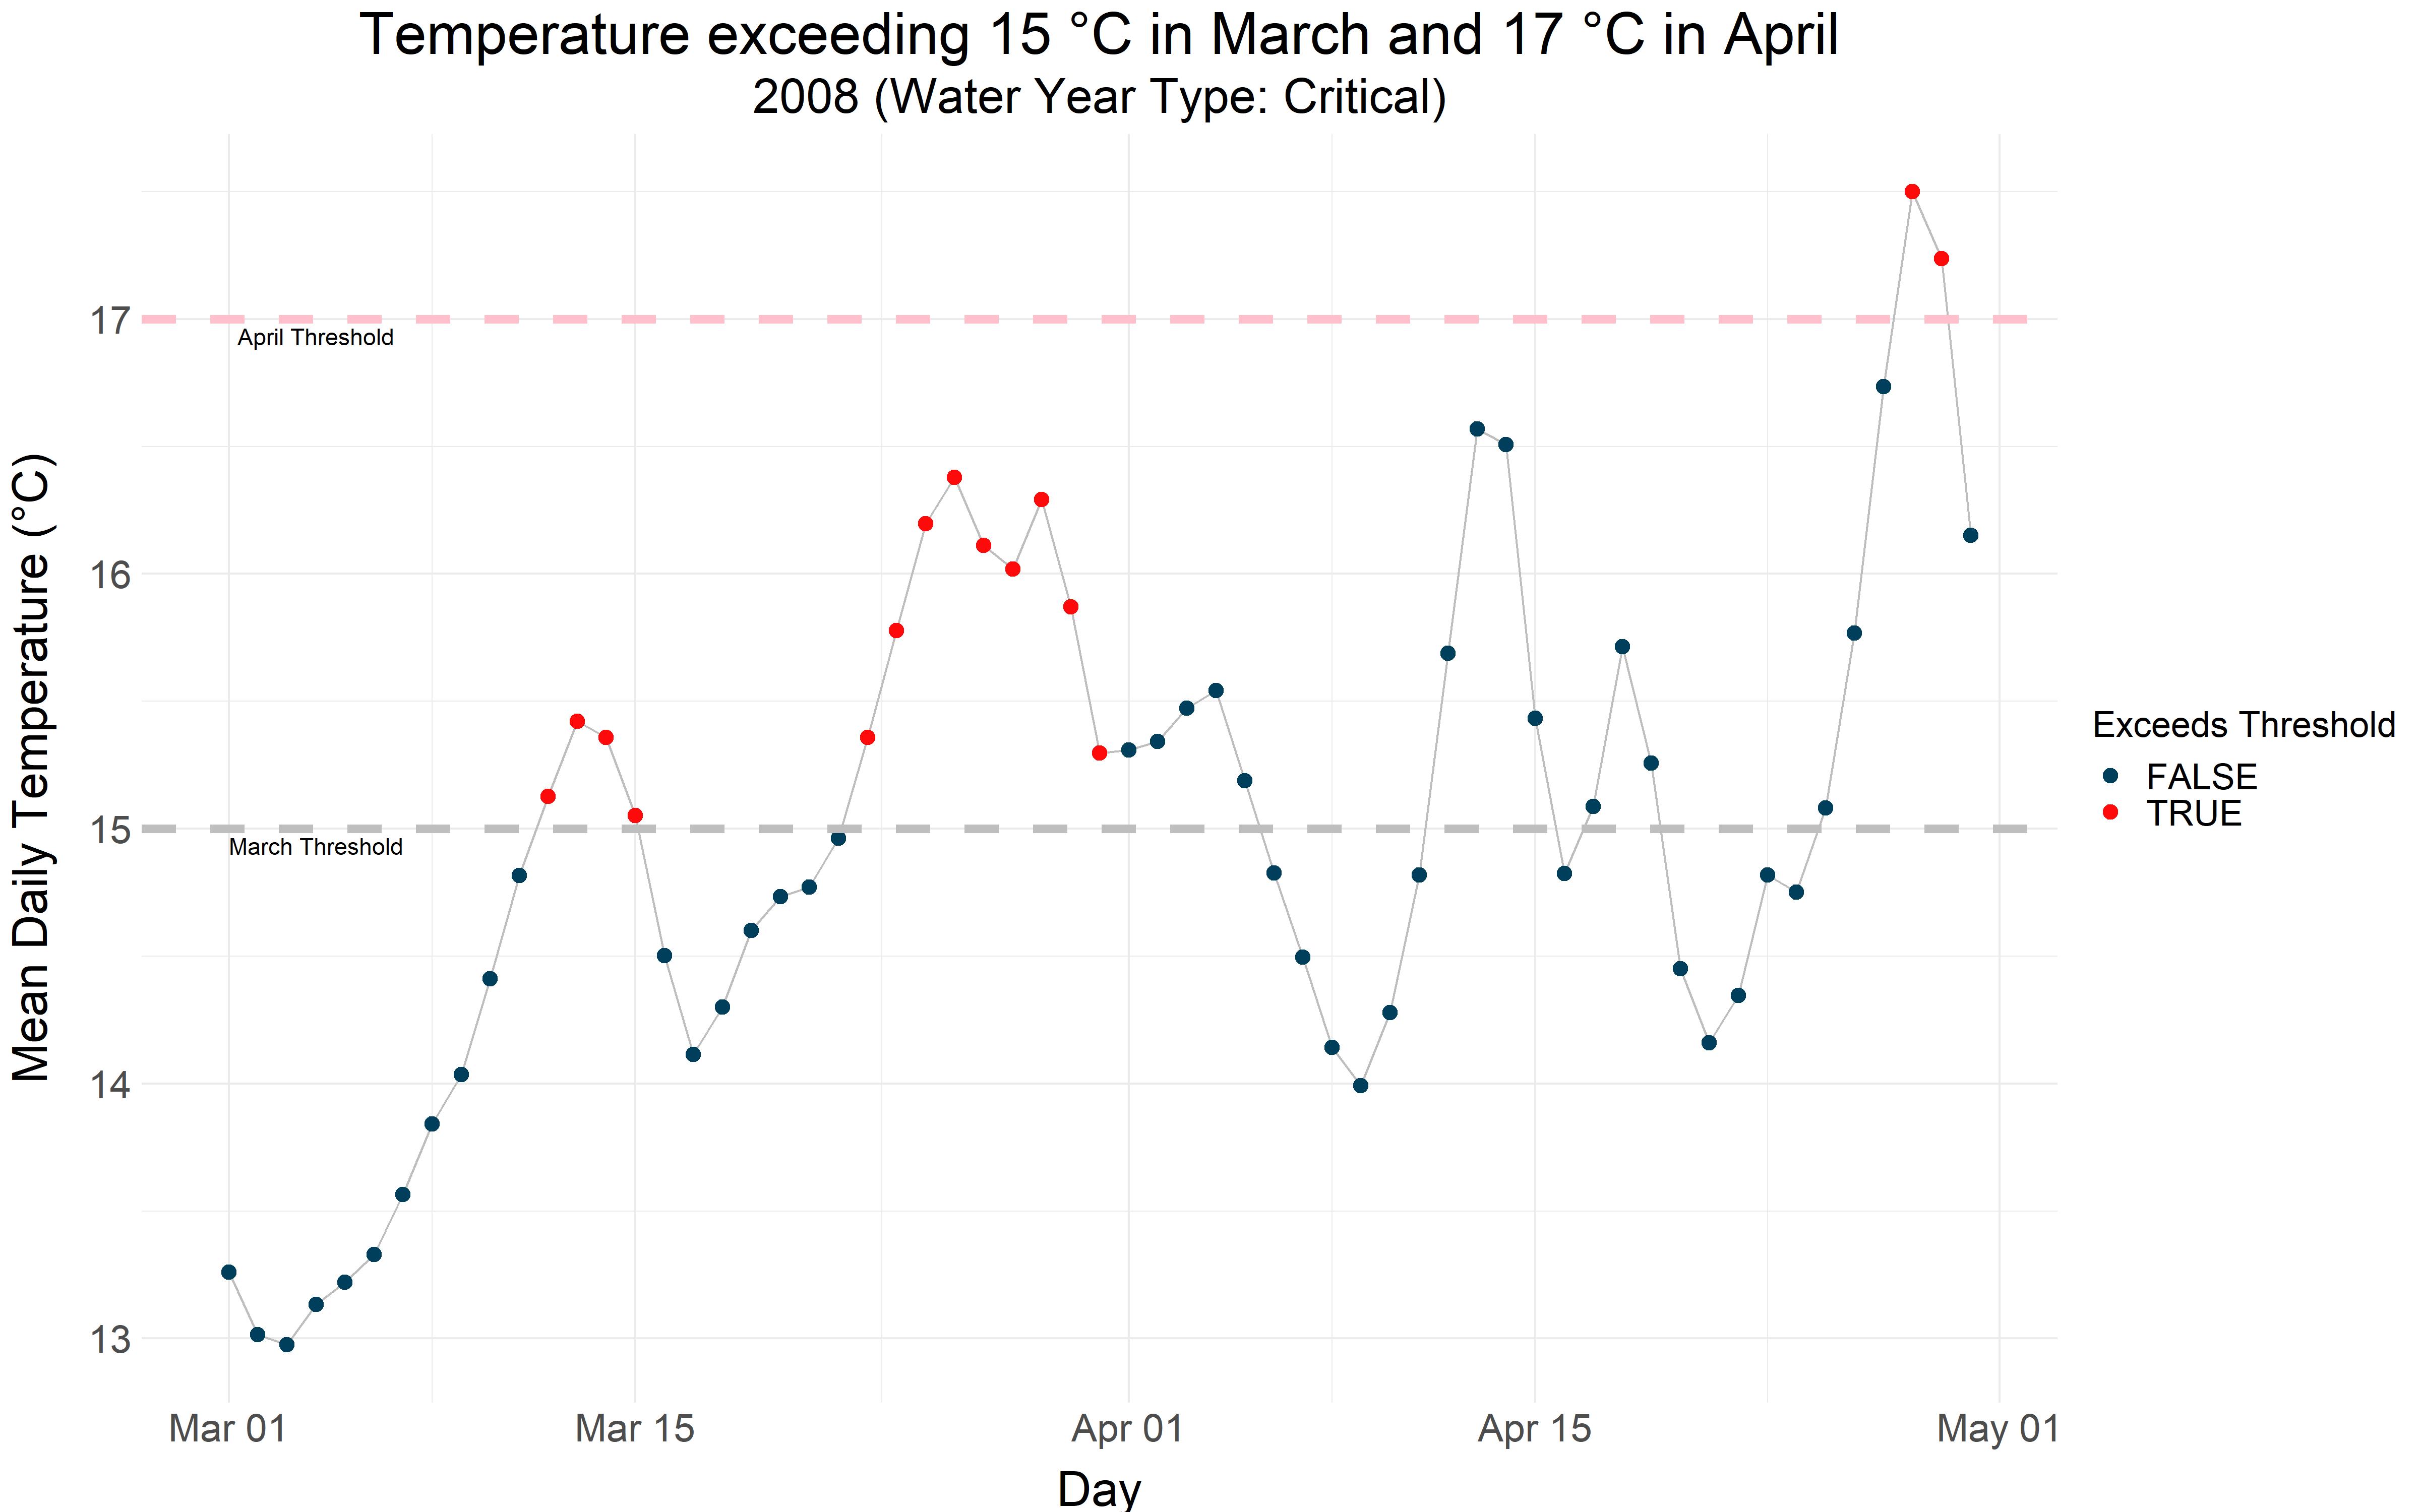 Temperature exceeding 15 °C in March and 17 °C in April
2008 (Water Year Type: Critical)
Mean Daily Temperature (°C)
17
April Threshold
16
15
March Threshold
14
13
Mar 01
Mar 15
Apr 01
Apr 15
May 01
Day
Exceeds Threshold
FALSE
TRUE